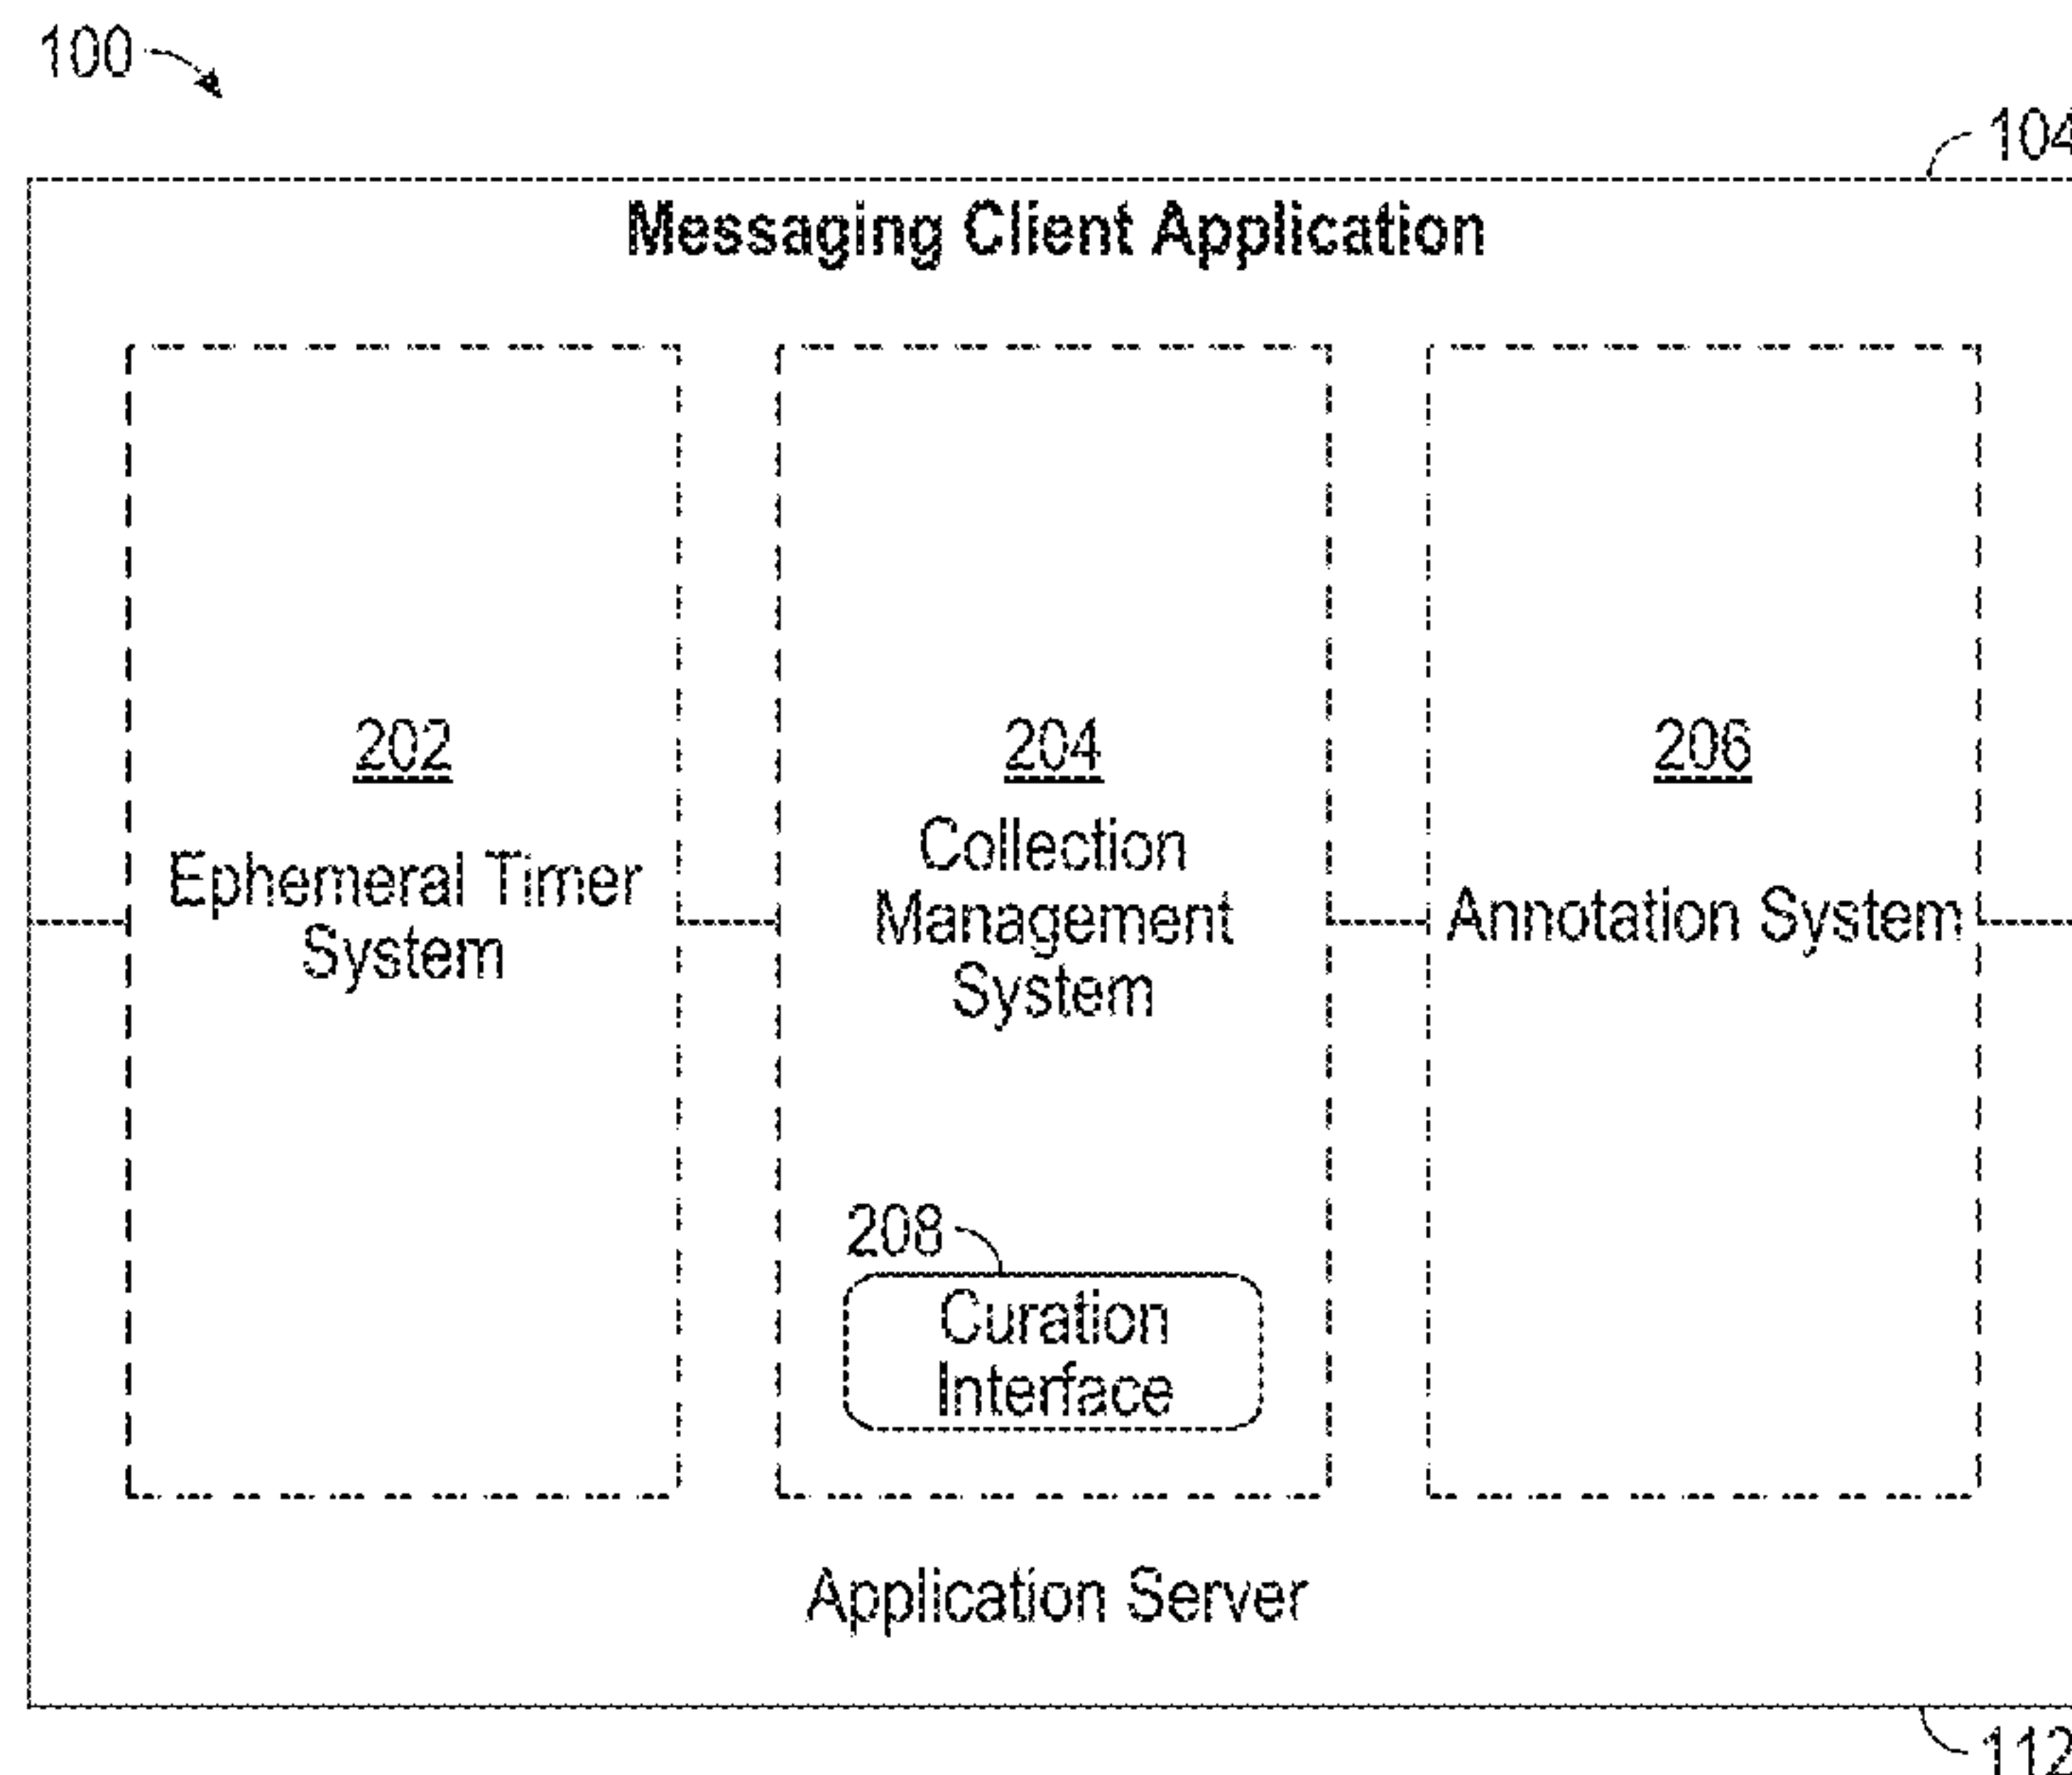 100
104
Messaging Client Application
202
Ephemeral Timer
System
204
Collection
Management
System
206
Annotation System
208
Curation
Interface
Application Server
112